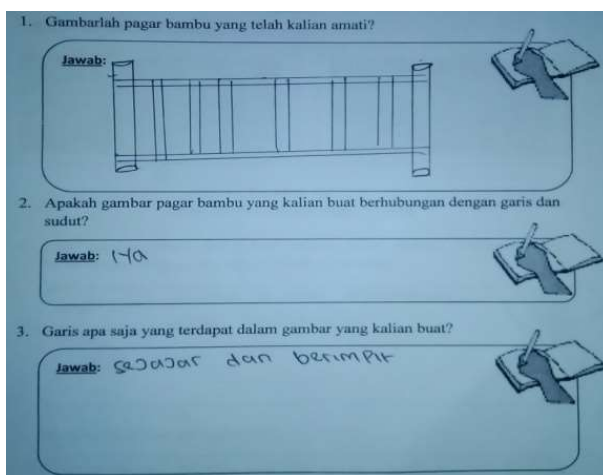 1. Gambarlah pagar bambu yang telah kalian amati?
Jawab:
2. Apakah gambar pagar bambu yang kalian buat berhubungan dengan garis dan
sudut?
Jawab: iya
3. Garis apa saja yang terdapat dalam gambar yang kalian buat?
Jawab: sejajar dan berimpit